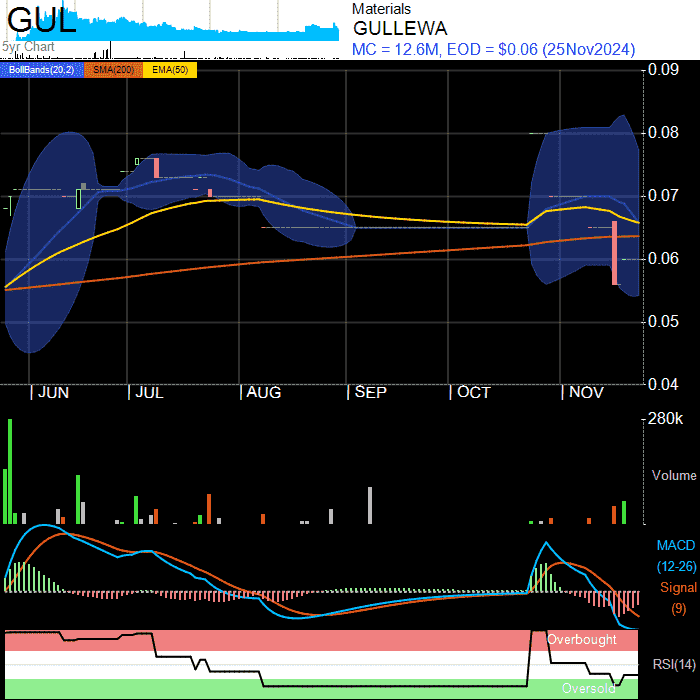 GUL
5yr Chart
Materials
GULLEWA
MC = 12.6M, EOD = $0.06 (25Nov2024)
BollBands(20,2) SMA(200) EMA(50)
0.09
0.08
0.07
0.06
0.05
0.04
JUN JUL AUG SEP OCT NOV
280k
Volume
MACD
(12-26)
Signal
(9)
Overbought
RSI(14)
Oversold